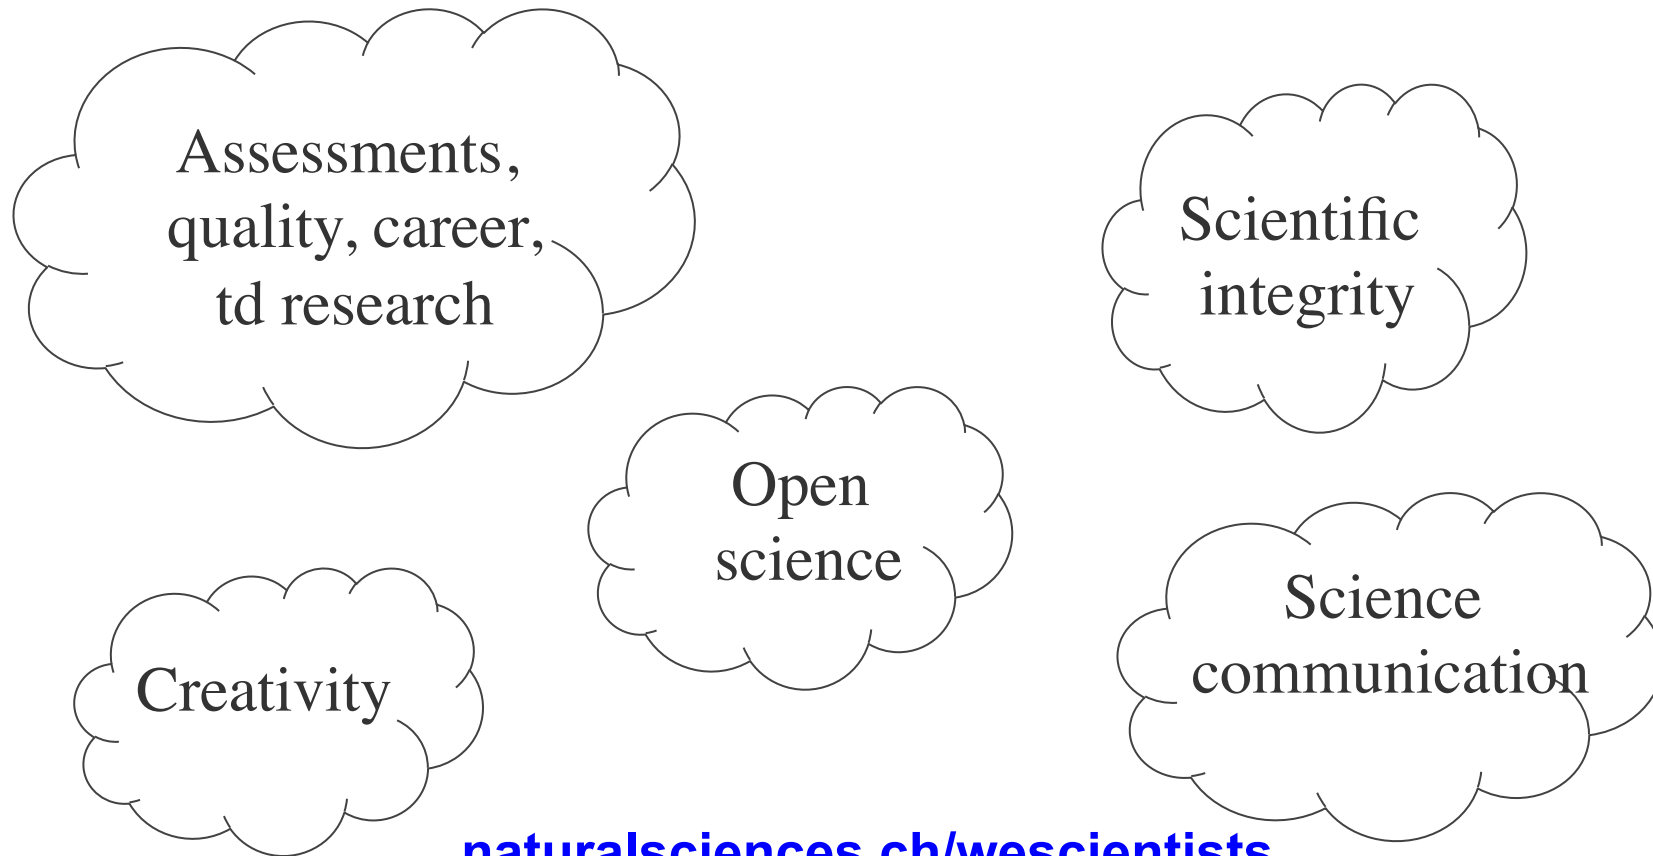 Assessments,
quality, career,
td research
Scientific
integrity
Open
science
Creativity
Science
communication
naturalsciences.ch/wescientists